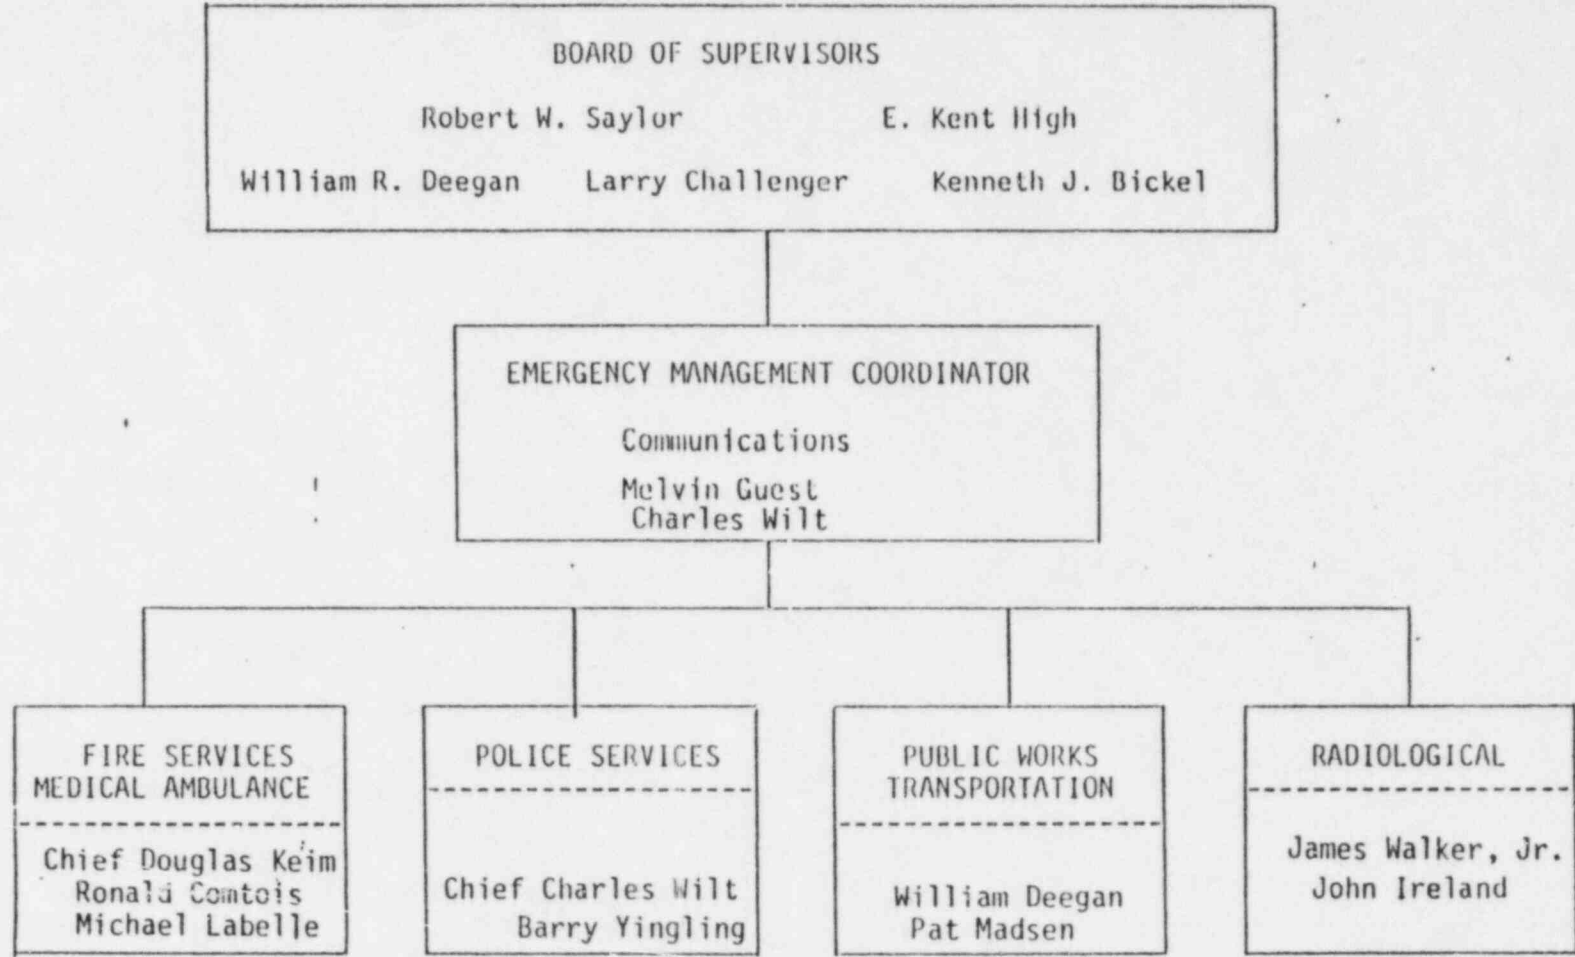 BOARD OF SUPERVISORS
Robert W. Saylor E. Kent High
William R. Deegan Larry Challenger Kenneth J. Bickel
EMERGENCY MANAGEMENT COORDINATOR
Communications
Melvin Guest
Charles Wilt
FIRE SERVICES
MEDICAL AMBULANCE
Chief Douglas Keim
Ronald Comtois
Michael Labelle
POLICE SERVICES
Chief Charles Wilt
Barry Yingling
PUBLIC WORKS
TRANSPORTATION
William Deegan
Pat Madsen
RADIOLOGICAL
James Walker, Jr.
John Ireland